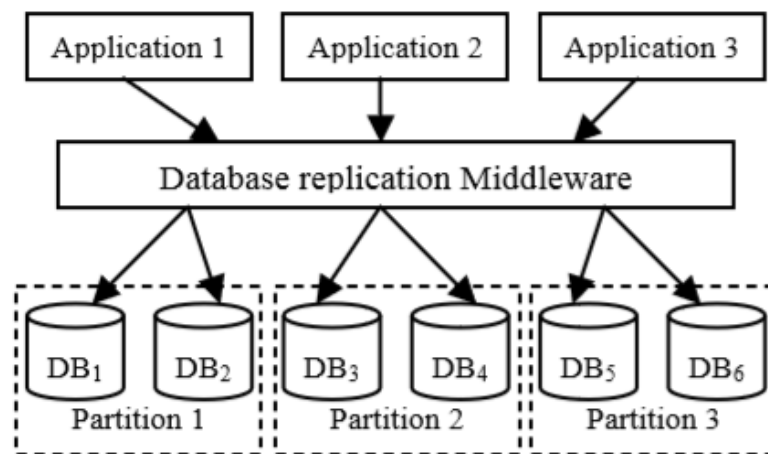 Application 1 Application 2 Application 3
Database replication Middleware
DB₁ DB₂ DB₃ DB₄ DB₅ DB₆
Partition 1 Partition 2 Partition 3